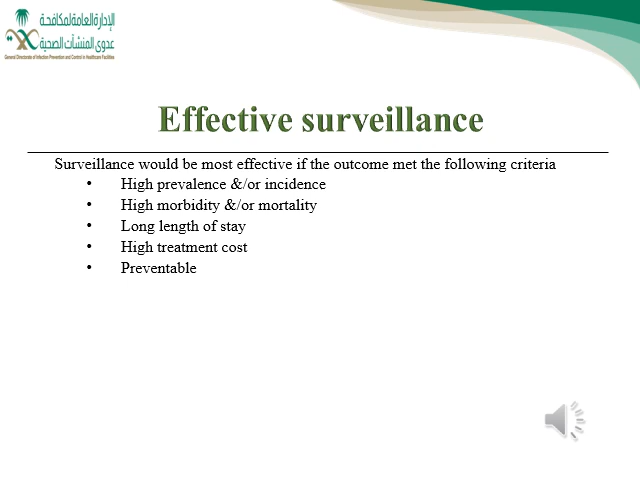 الإدارة العامة لمكافحة
عدوى المنشآت الصحية
General Directorate of Infection Prevention and Control in Healthcare Facilities
Effective surveillance
Surveillance would be most effective if the outcome met the following criteria
• High prevalence &/or incidence
• High morbidity &/or mortality
• Long length of stay
• High treatment cost
• Preventable